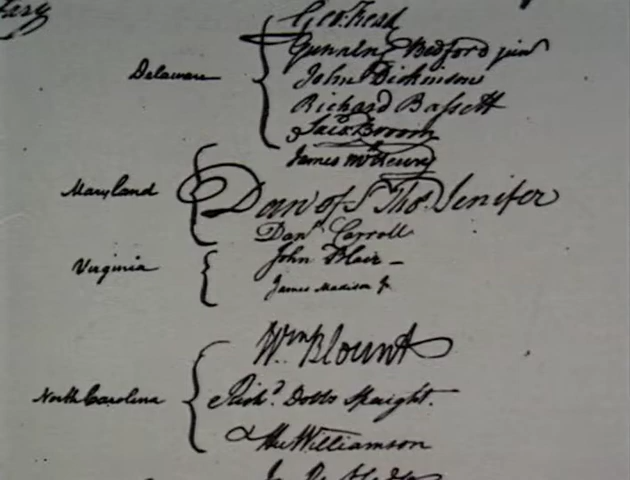 Geo: Read
Delaware
Gunning Bedford jun
John Dickinson
Richard Bassett
Jaco Broom
James McHenry
Maryland
Dan of St Thos. Jenifer
Danl Carroll
Virginia
John Blair –
James Madison Jr
Wm Blount
North Carolina
Richd. Dobbs Spaight.
Hu Williamson